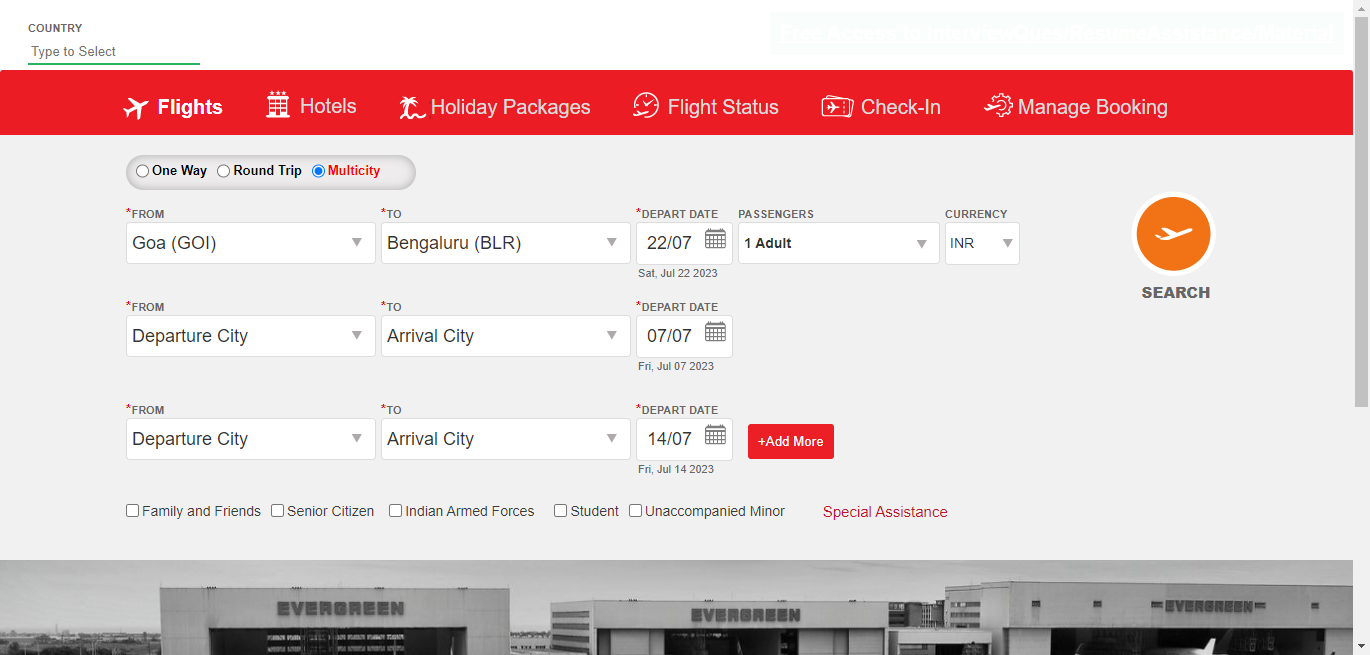 COUNTRY
Type to Select
Free Access to InterviewQues/ResumeAssistance/Material
Flights Hotels Holiday Packages Flight Status Check-In Manage Booking
One Way Round Trip Multicity
*FROM *TO *DEPART DATE PASSENGERS CURRENCY
Goa (GOI) Bengaluru (BLR) 22/07 1 Adult INR
Sat, Jul 22 2023
SEARCH
*FROM *TO *DEPART DATE
Departure City Arrival City 07/07
Fri, Jul 07 2023
*FROM *TO *DEPART DATE
Departure City Arrival City 14/07 +Add More
Fri, Jul 14 2023
Family and Friends Senior Citizen Indian Armed Forces Student Unaccompanied Minor Special Assistance
EVERGREEN EVERGREEN EVERGREEN